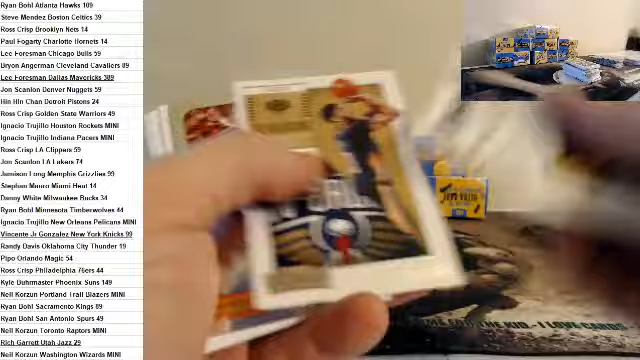 Ryan Bohl Atlanta Hawks 109
Steve Mendez Boston Celtics 39
Ross Crisp Brooklyn Nets 14
Paul Fogarty Charlotte Hornets 14
Lee Foresman Chicago Bulls 59
Bryon Angerman Cleveland Cavaliers 89
Lee Foresman Dallas Mavericks 389
Jon Scanlon Denver Nuggets 59
Hin Hin Chan Detroit Pistons 24
Ross Crisp Golden State Warriors 49
Ignacio Trujillo Houston Rockets MINI
Ignacio Trujillo Indiana Pacers MINI
Ross Crisp LA Clippers 59
Jon Scanlon LA Lakers 74
Jamison Long Memphis Grizzlies 99
Stephan Mauro Miami Heat 14
Danny White Milwaukee Bucks 34
Ryan Bohl Minnesota Timberwolves 44
Ignacio Trujillo New Orleans Pelicans MINI
Vincente Jr Gonzalez New York Knicks 99
Randy Davis Oklahoma City Thunder 19
Pipo Orlando Magic 54
Ross Crisp Philadelphia 76ers 44
Kyle Buhrmaster Phoenix Suns 149
Neil Korzun Portland Trail Blazers MINI
Ryan Bohl Sacramento Kings 89
Ryan Bohl San Antonio Spurs 49
Neil Korzun Toronto Raptors MINI
Rich Garrett Utah Jazz 29
Neil Korzun Washington Wizards MINI
FOR THE KID - I LOVE CARDS